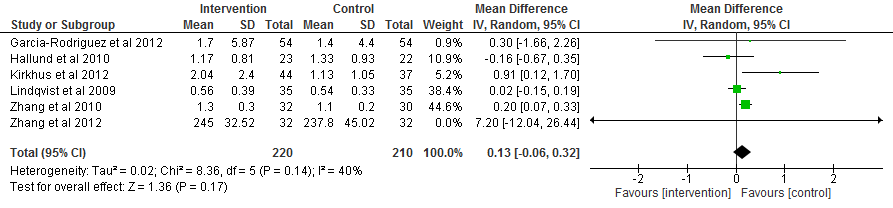 Intervention Control Mean Difference Mean Difference
Study or Subgroup Mean SD Total Mean SD Total Weight IV, Random, 95% CI IV, Random, 95% CI
Garcia-Rodriguez et al 2012 1.7 5.87 54 1.4 4.4 54 0.9% 0.30 [-1.66, 2.26]
Hallund et al 2010 1.17 0.81 23 1.33 0.93 22 10.9% -0.16 [-0.67, 0.35]
Kirkhus et al 2012 2.04 2.4 44 1.13 1.05 37 5.2% 0.91 [0.12, 1.70]
Lindqvist et al 2009 0.56 0.39 35 0.54 0.33 35 38.4% 0.02 [-0.15, 0.19]
Zhang et al 2010 1.3 0.3 32 1.1 0.2 30 44.6% 0.20 [0.07, 0.33]
Zhang et al 2012 245 32.52 32 237.8 45.02 32 0.0% 7.20 [-12.04, 26.44]
Total (95% CI) 220 210 100.0% 0.13 [-0.06, 0.32]
Heterogeneity: Tau² = 0.02; Chi² = 8.36, df = 5 (P = 0.14); I² = 40%
Test for overall effect: Z = 1.36 (P = 0.17)
-2 -1 0 1 2
Favours [intervention] Favours [control]